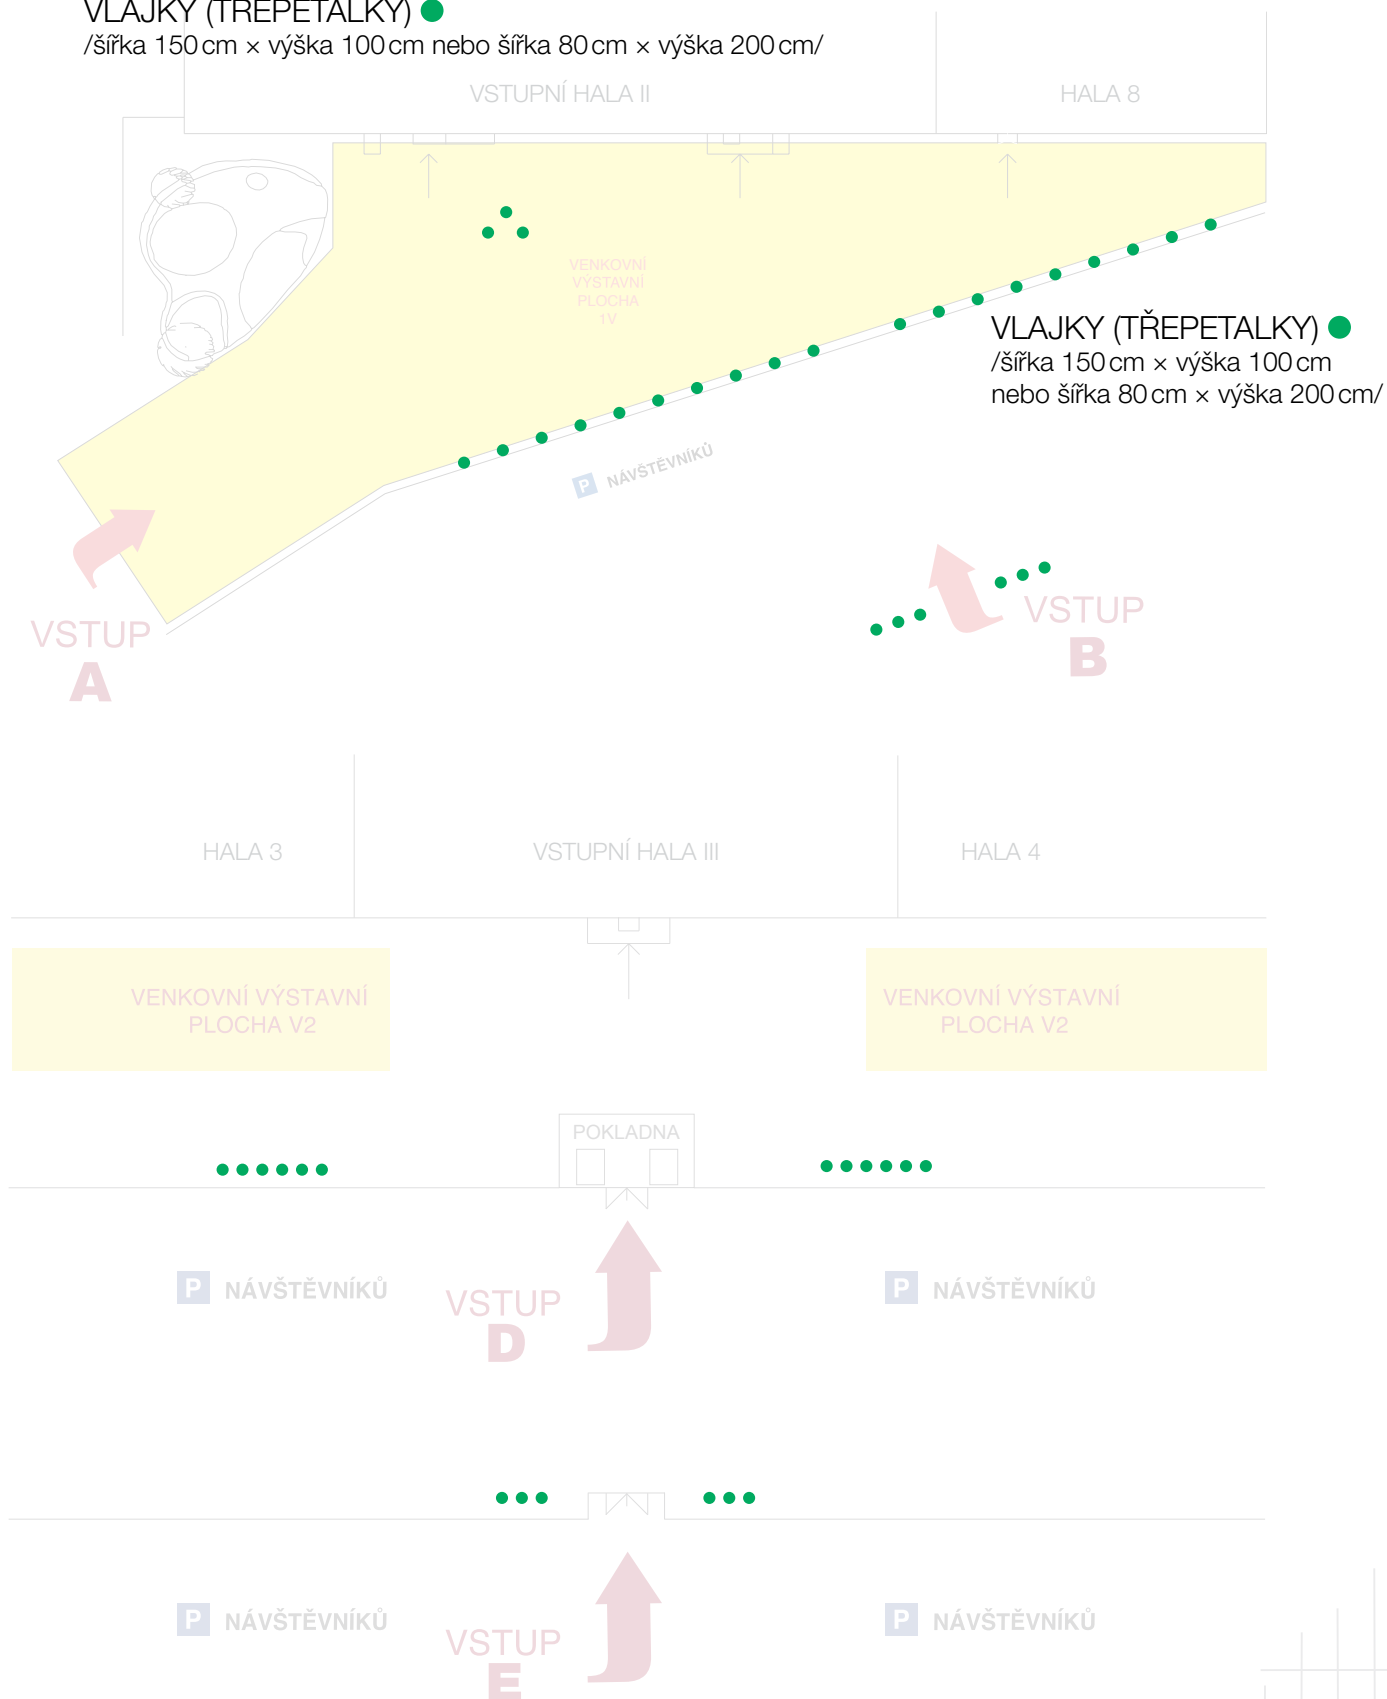 VLAJKY (TŘEPETALKY)
/šířka 150 cm × výška 100 cm nebo šířka 80 cm × výška 200 cm/
VSTUPNÍ HALA II
HALA 8
VENKOVNÍ
VÝSTAVNÍ
PLOCHA
1V
VLAJKY (TŘEPETALKY)
/šířka 150 cm × výška 100 cm
nebo šířka 80 cm × výška 200 cm/
P NÁVŠTĚVNÍKŮ
VSTUP
A
VSTUP
B
HALA 3
VSTUPNÍ HALA III
HALA 4
VENKOVNÍ VÝSTAVNÍ
PLOCHA V2
VENKOVNÍ VÝSTAVNÍ
PLOCHA V2
POKLADNA
P NÁVŠTĚVNÍKŮ
VSTUP
D
P NÁVŠTĚVNÍKŮ
P NÁVŠTĚVNÍKŮ
VSTUP
E
P NÁVŠTĚVNÍKŮ